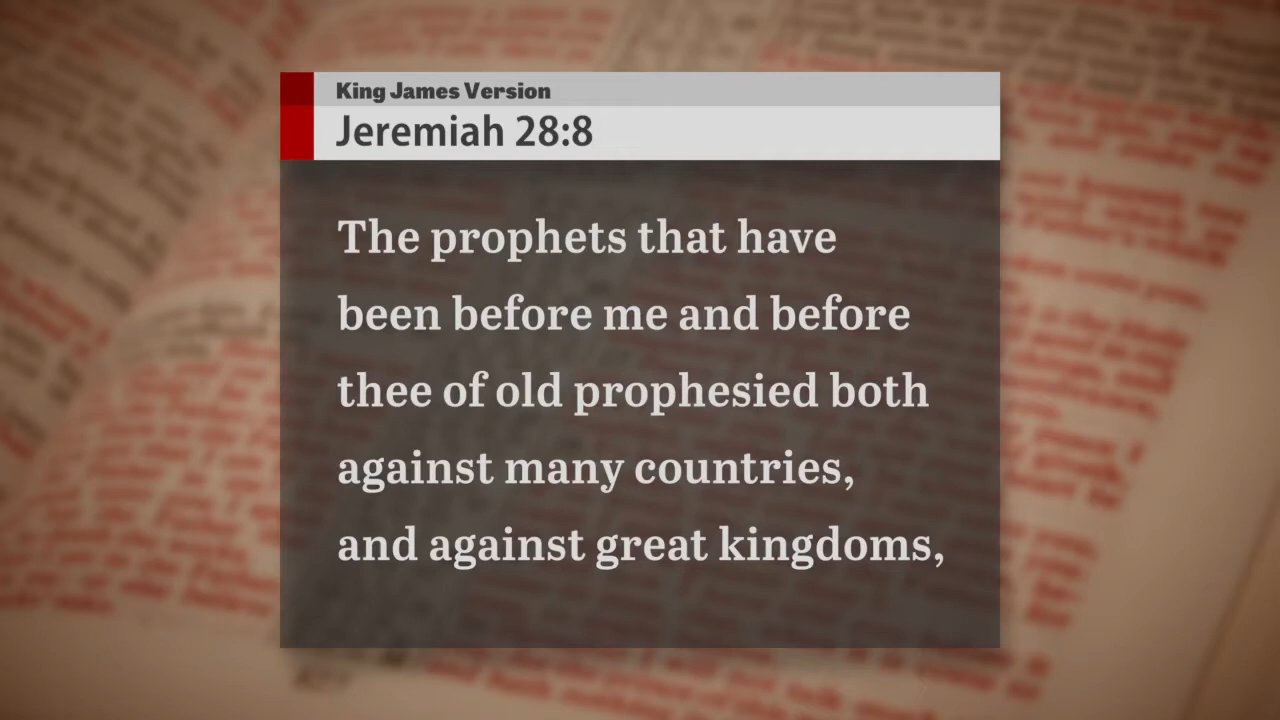 King James Version
Jeremiah 28:8
The prophets that have
been before me and before
thee of old prophesied both
against many countries,
and against great kingdoms,